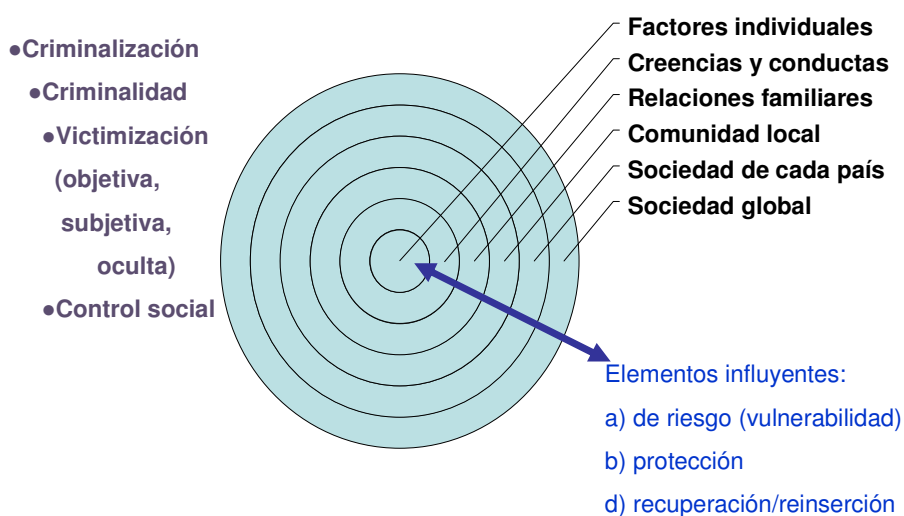 ●Criminalización
●Criminalidad
●Victimización
(objetiva,
subjetiva,
oculta)
●Control social
Factores individuales
Creencias y conductas
Relaciones familiares
Comunidad local
Sociedad de cada país
Sociedad global
Elementos influyentes:
a) de riesgo (vulnerabilidad)
b) protección
d) recuperación/reinserción